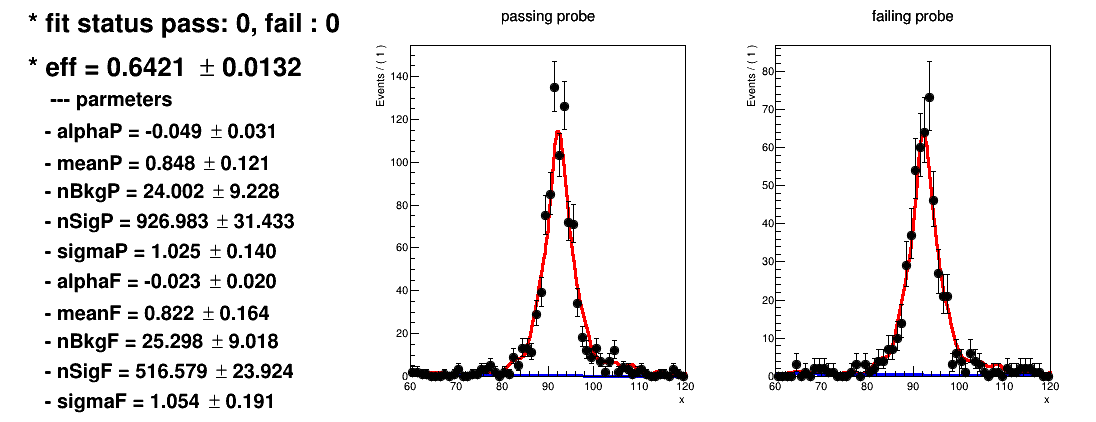 * fit status pass: 0, fail : 0
* eff = 0.6421 ± 0.0132
--- parmeters
- alphaP = -0.049 ± 0.031
- meanP = 0.848 ± 0.121
- nBkgP = 24.002 ± 9.228
- nSigP = 926.983 ± 31.433
- sigmaP = 1.025 ± 0.140
- alphaF = -0.023 ± 0.020
- meanF = 0.822 ± 0.164
- nBkgF = 25.298 ± 9.018
- nSigF = 516.579 ± 23.924
- sigmaF = 1.054 ± 0.191
passing probe
Events / ( 1 )
140
120
100
80
60
40
20
0
60 70 80 90 100 110 120
x
failing probe
Events / ( 1 )
80
70
60
50
40
30
20
10
0
60 70 80 90 100 110 120
x